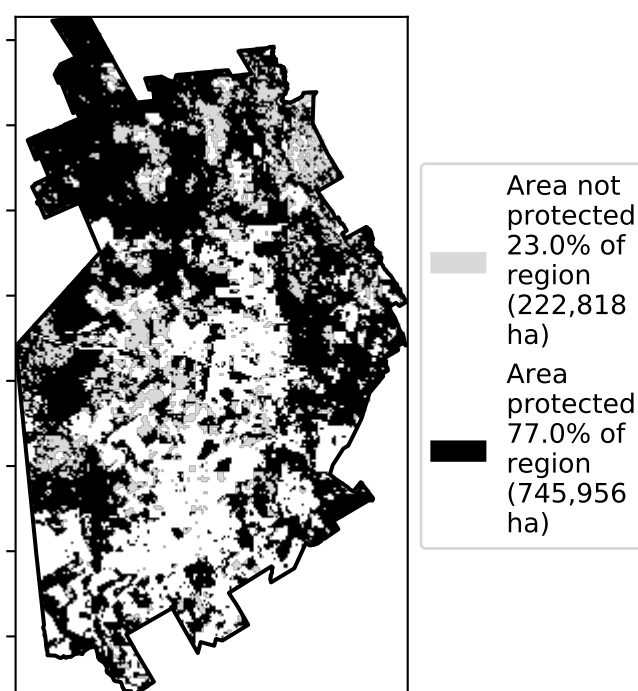 Area not
protected
23.0% of
region
(222,818
ha)
Area
protected
77.0% of
region
(745,956
ha)